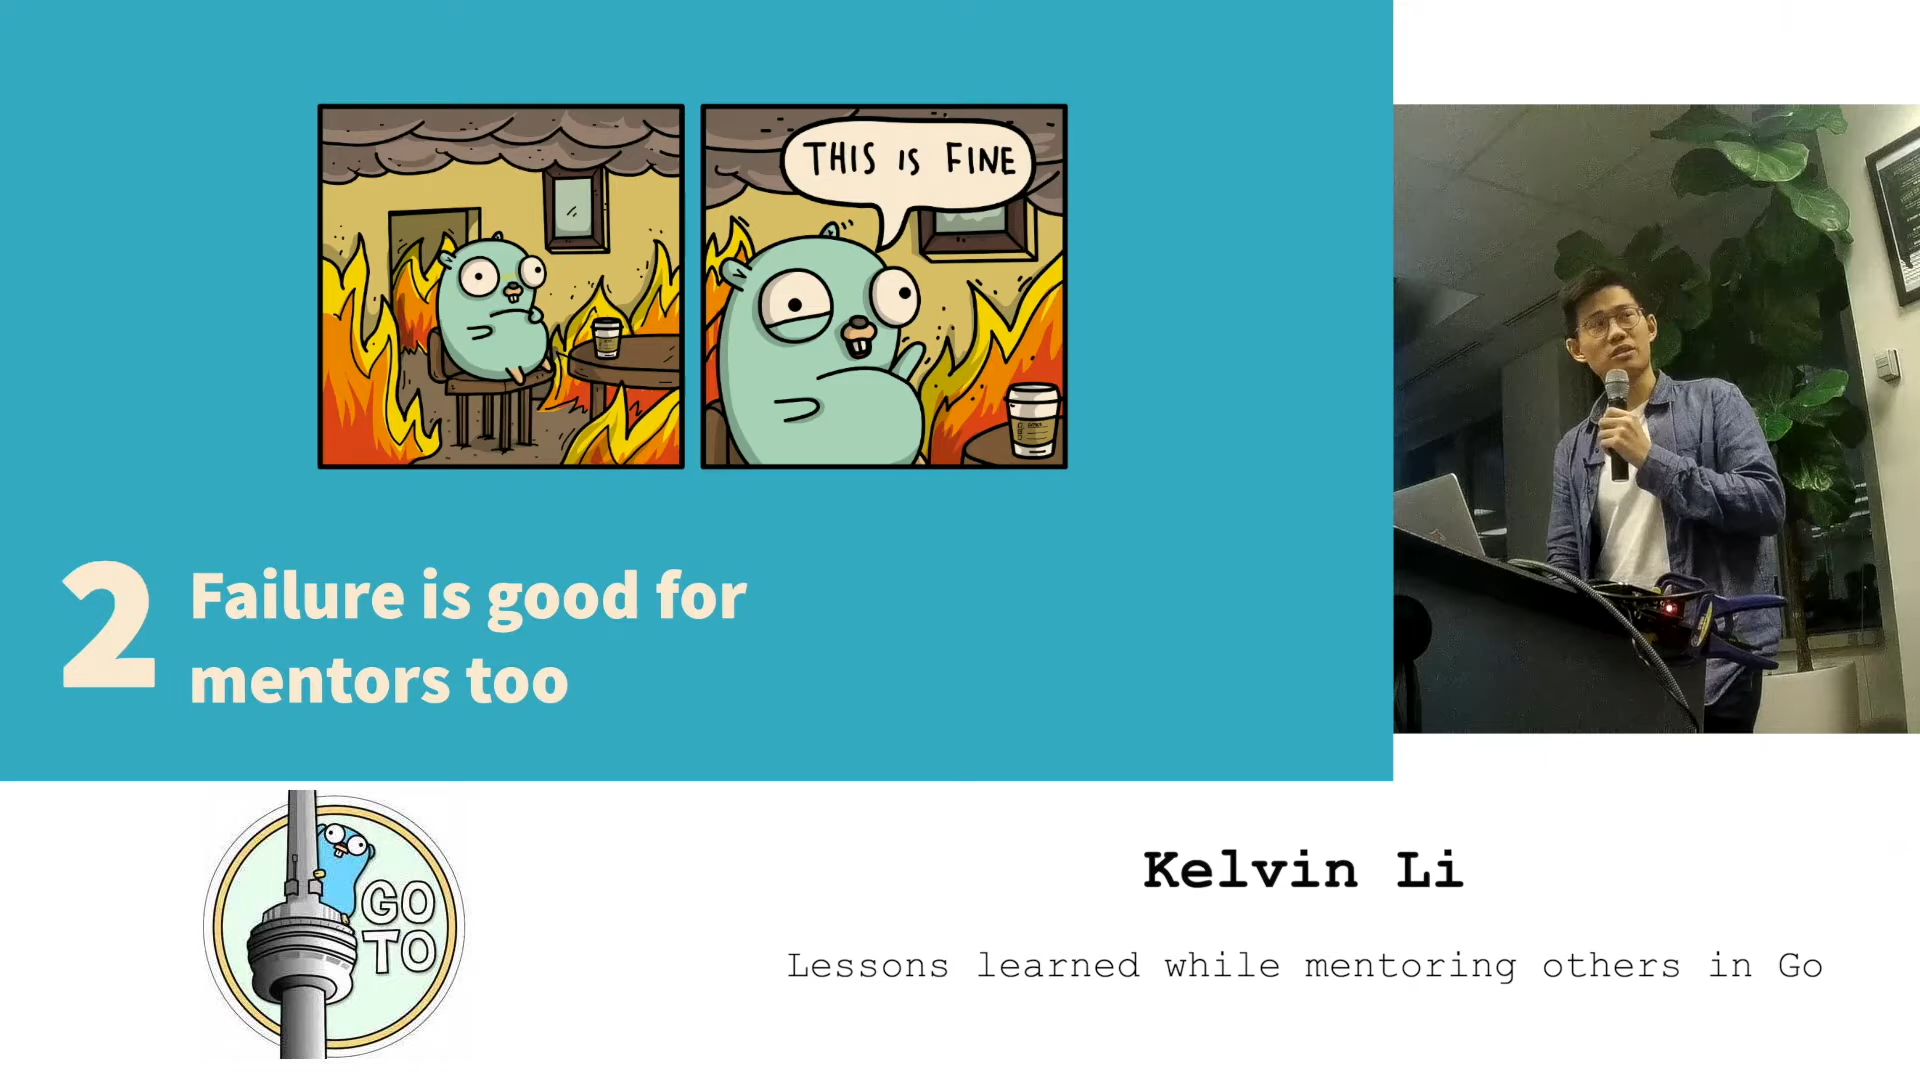 THIS IS FINE
2
Failure is good for
mentors too
GO
TO
Kelvin Li
Lessons learned while mentoring others in Go